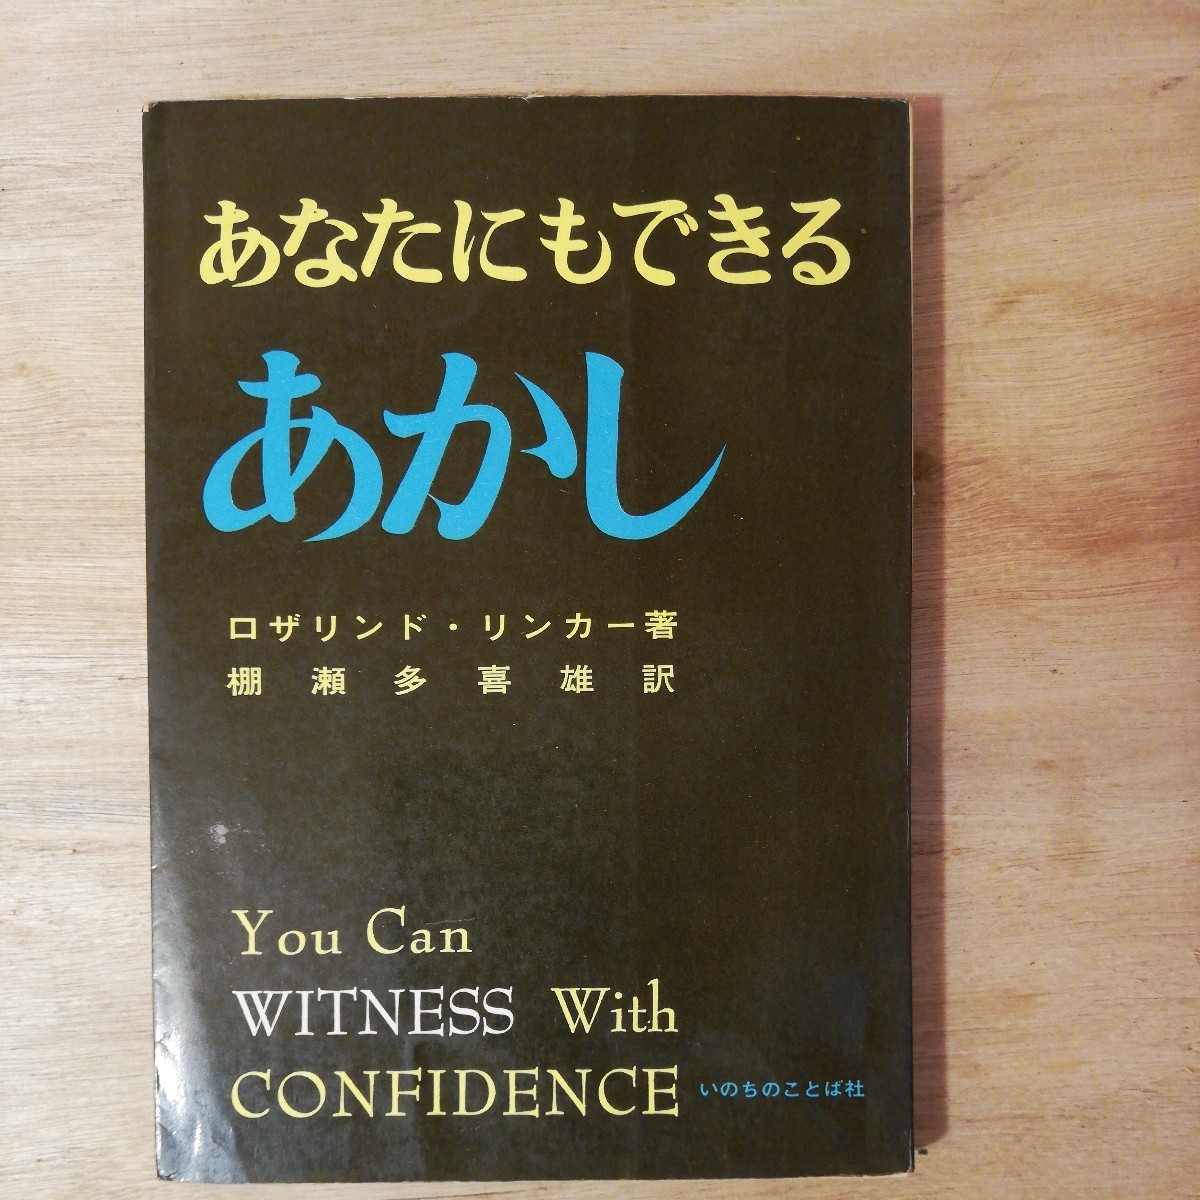 あなたにもできる
あかし
ロザリンド・リンカー著
棚瀬多喜雄訳
You Can
WITNESS With
CONFIDENCE
いのちのことば社